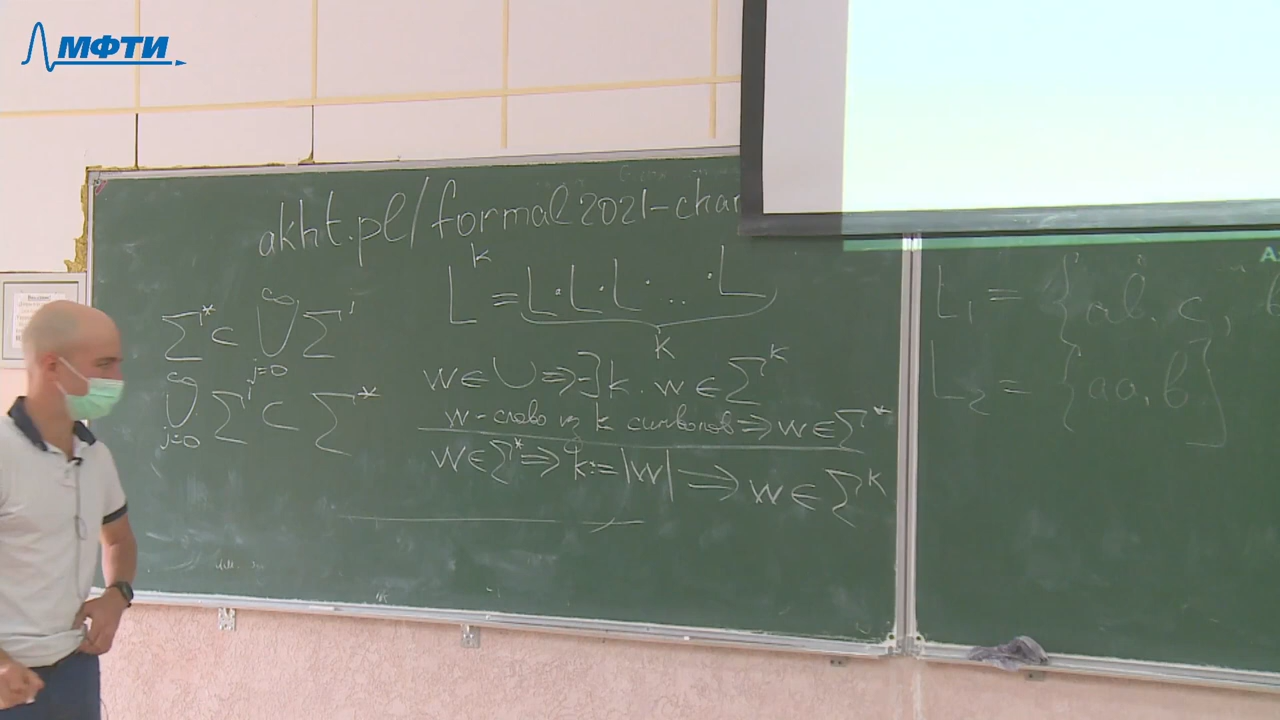 МФТИ
akht.pl/formal2021-char
L^k = L·L·L·...·L
k
Σ* ⊂ ⋃_{j=0}^∞ Σ^j
⋃_{j=0}^∞ Σ^j ⊂ Σ*
w ∈ ∪ ⇒ ∃k. w ∈ Σ^k
w - слово из k символов ⇒ w ∈ Σ*
w ∈ Σ* ⇒ k := |w| ⇒ w ∈ Σ^k
L₁ = {ab, c,
L₂ = {aa, b}